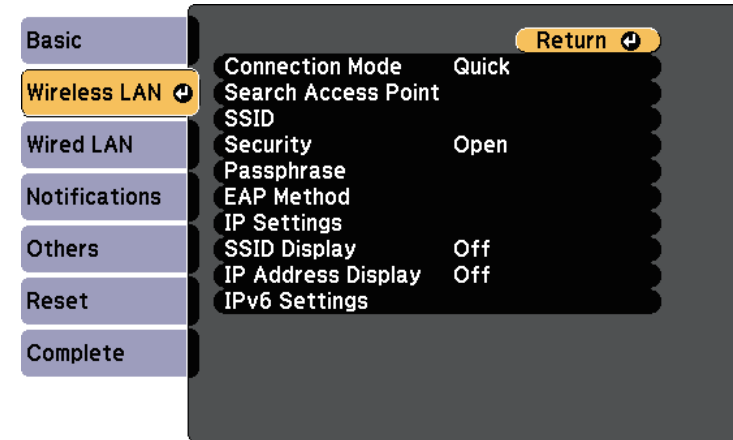 Basic
Wireless LAN
Wired LAN
Notifications
Others
Reset
Complete
Return
Connection Mode Quick
Search Access Point
SSID
Security Open
Passphrase
EAP Method
IP Settings
SSID Display Off
IP Address Display Off
IPv6 Settings